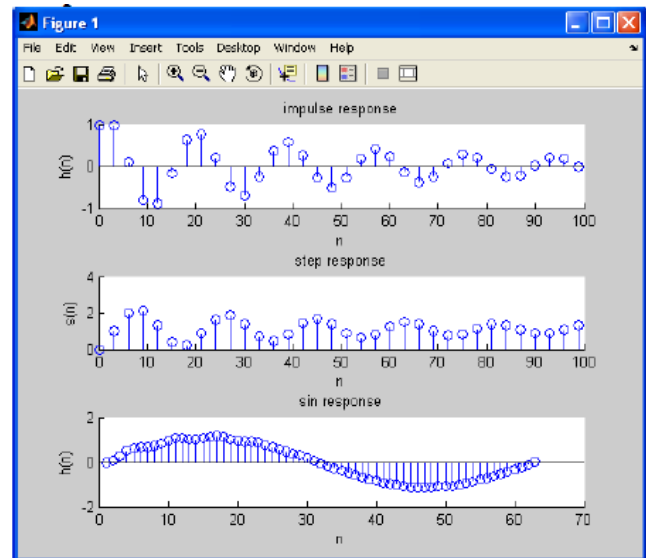 Figure 1
File Edit View Insert Tools Desktop Window Help
impulse response
h(n)
1
0
-1
0 10 20 30 40 50 60 70 80 90 100
n
step response
s(n)
4
2
0
0 10 20 30 40 50 60 70 80 90 100
n
sin response
h(n)
2
0
-2
0 10 20 30 40 50 60 70
n